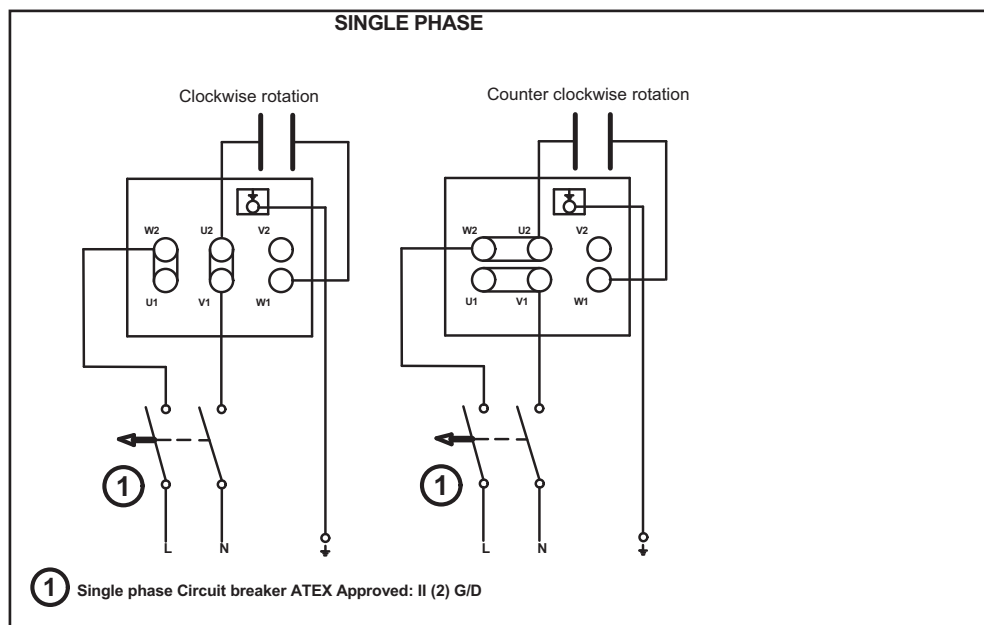 SINGLE PHASE
Clockwise rotation
Counter clockwise rotation
W2 U2 V2
U1 V1 W1
W2 U2 V2
U1 V1 W1
1
1
L N
L N
1 Single phase Circuit breaker ATEX Approved: II (2) G/D